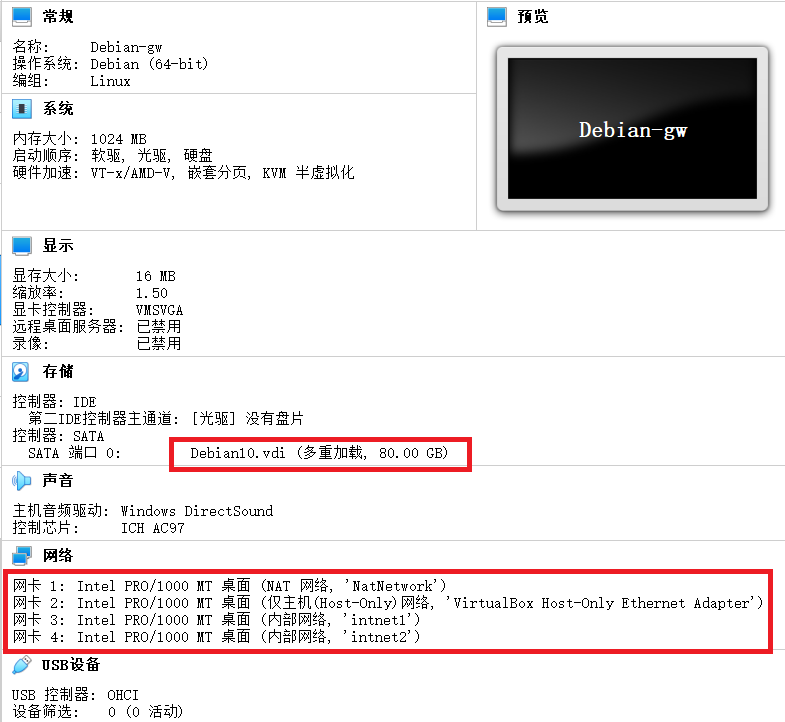 常规
名称: Debian-gw
操作系统: Debian (64-bit)
编组: Linux
预览
Debian-gw
系统
内存大小: 1024 MB
启动顺序: 软驱, 光驱, 硬盘
硬件加速: VT-x/AMD-V, 嵌套分页, KVM 半虚拟化
显示
显存大小: 16 MB
缩放率: 1.50
显卡控制器: VMSVGA
远程桌面服务器: 已禁用
录像: 已禁用
存储
控制器: IDE
第二IDE控制器主通道: [光驱] 没有盘片
控制器: SATA
SATA 端口 0: Debian10.vdi (多重加载, 80.00 GB)
声音
主机音频驱动: Windows DirectSound
控制芯片: ICH AC97
网络
网卡 1: Intel PRO/1000 MT 桌面 (NAT 网络, 'NatNetwork')
网卡 2: Intel PRO/1000 MT 桌面 (仅主机(Host-Only)网络, 'VirtualBox Host-Only Ethernet Adapter')
网卡 3: Intel PRO/1000 MT 桌面 (内部网络, 'intnet1')
网卡 4: Intel PRO/1000 MT 桌面 (内部网络, 'intnet2')
USB设备
USB 控制器: OHCI
设备筛选: 0 (0 活动)